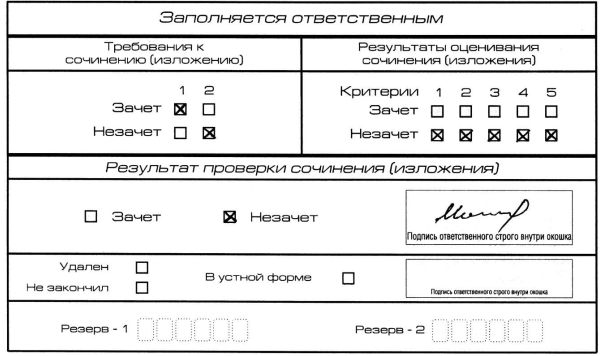 Заполняется ответственным
Требования к
сочинению (изложению)
Результаты оценивания
сочинения (изложения)
1 2
Зачет
Незачет
Критерии 1 2 3 4 5
Зачет
Незачет
Результат проверки сочинения (изложения)
Зачет
Незачет
Подпись ответственного строго внутри окошка
Удален
Не закончил
В устной форме
Подпись ответственного строго внутри окошка
Резерв - 1
Резерв - 2